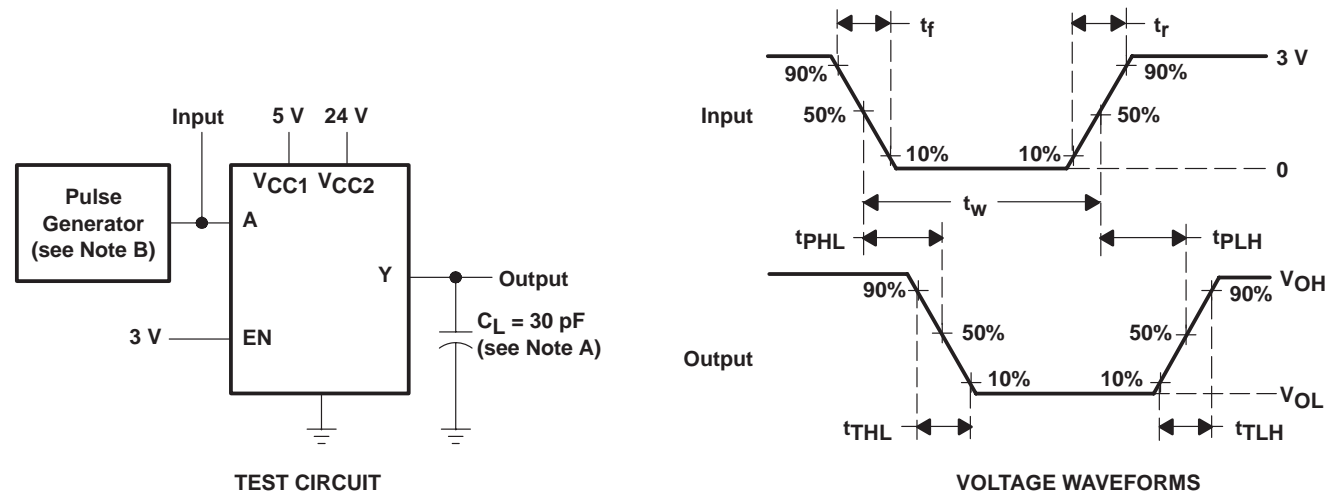 Input
5 V
24 V
VCC1
VCC2
Pulse
Generator
(see Note B)
A
Y
Output
3 V
EN
CL = 30 pF
(see Note A)
TEST CIRCUIT
tf
tr
3 V
90%
90%
Input
50%
50%
10%
10%
0
tw
tPHL
tPLH
VOH
90%
90%
50%
50%
Output
10%
10%
VOL
tTHL
tTLH
VOLTAGE WAVEFORMS